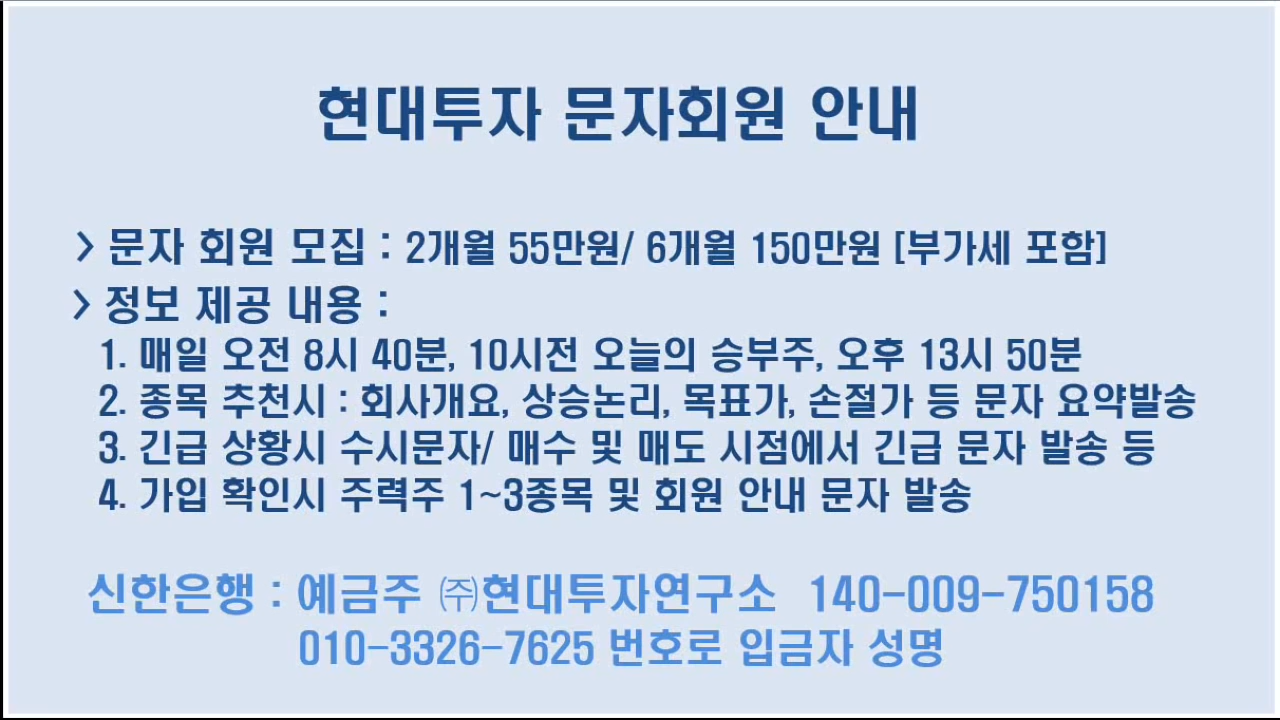 현대투자 문자회원 안내
> 문자 회원 모집 : 2개월 55만원/ 6개월 150만원 [부가세 포함]
> 정보 제공 내용 :
1. 매일 오전 8시 40분, 10시전 오늘의 승부주, 오후 13시 50분
2. 종목 추천시 : 회사개요, 상승논리, 목표가, 손절가 등 문자 요약발송
3. 긴급 상황시 수시문자/ 매수 및 매도 시점에서 긴급 문자 발송 등
4. 가입 확인시 주력주 1~3종목 및 회원 안내 문자 발송
신한은행 : 예금주 ㈜현대투자연구소 140-009-750158
010-3326-7625 번호로 입금자 성명